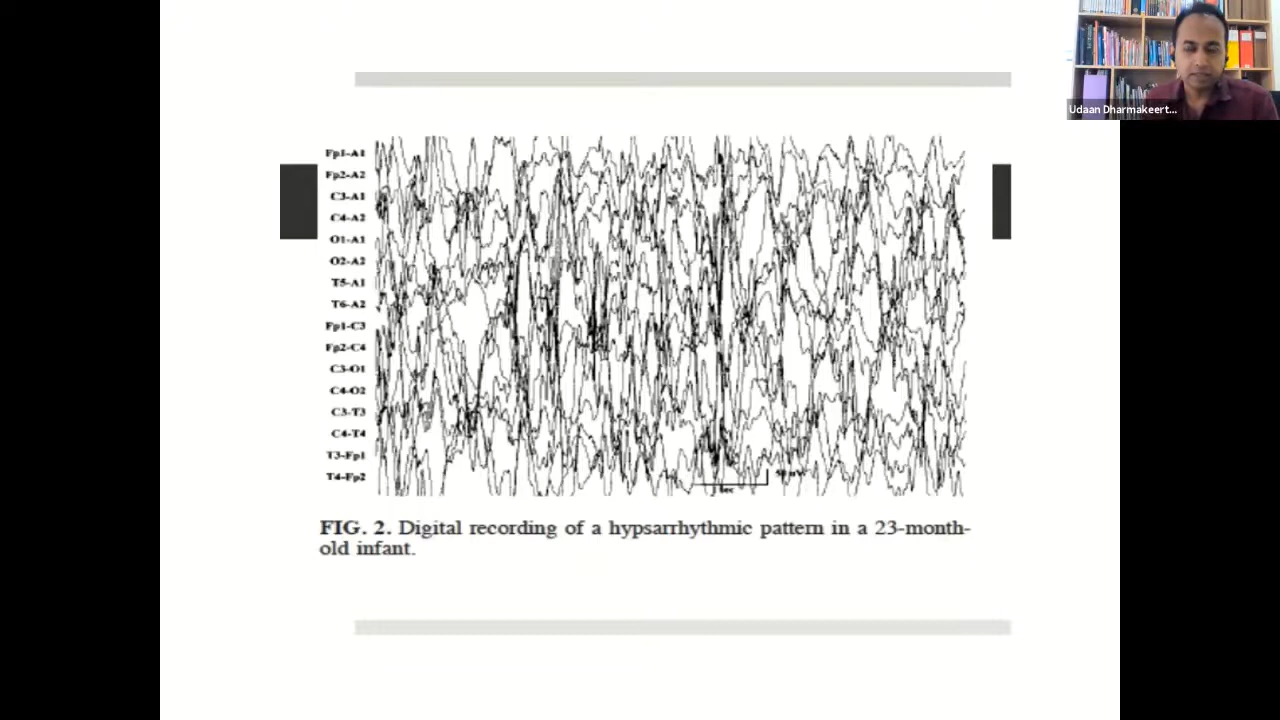 Udaan Dharmakeert...
Fp1-A1
Fp2-A2
C3-A1
C4-A2
O1-A1
O2-A2
T5-A1
T6-A2
Fp1-C3
Fp2-C4
C3-O1
C4-O2
C3-T3
C4-T4
T3-Fp1
T4-Fp2
sec
FIG. 2. Digital recording of a hypsarrhythmic pattern in a 23-month-
old infant.